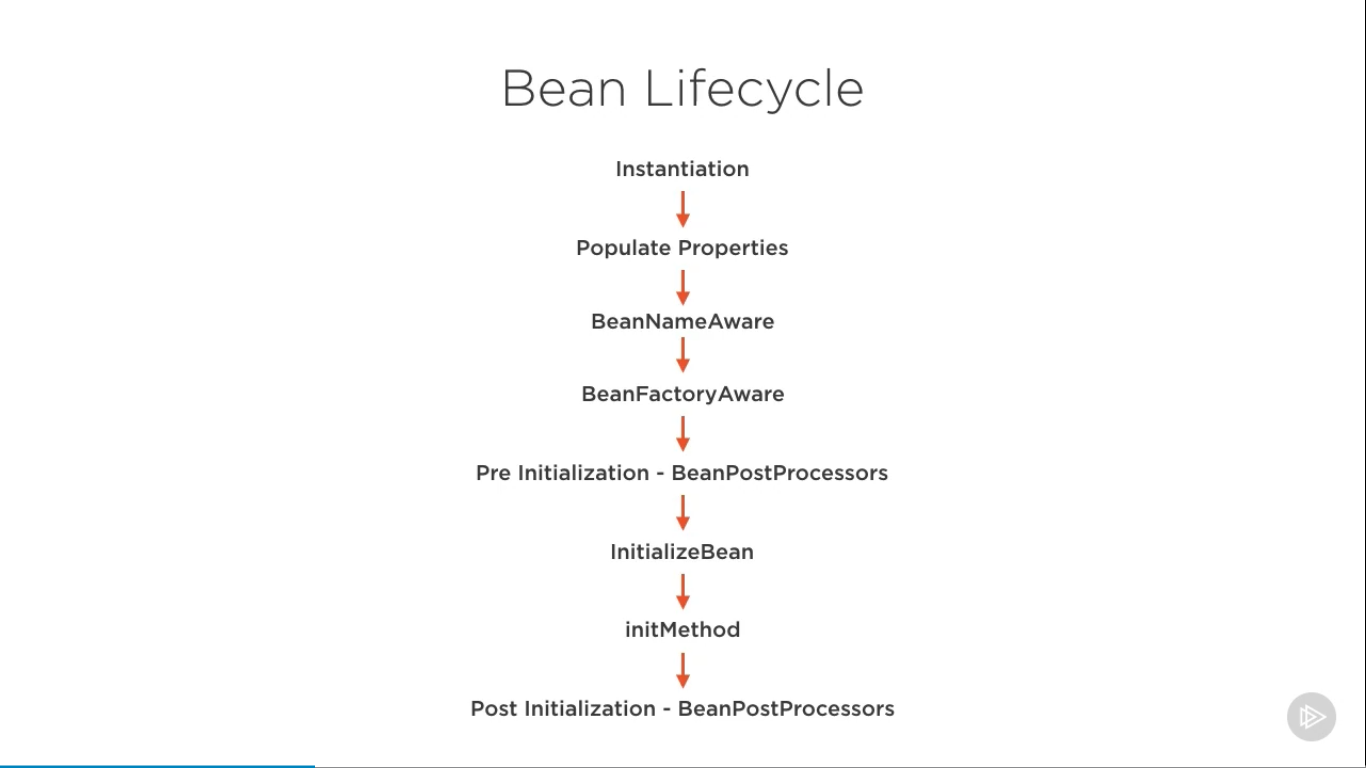 Bean Lifecycle
Instantiation
Populate Properties
BeanNameAware
BeanFactoryAware
Pre Initialization - BeanPostProcessors
InitializeBean
initMethod
Post Initialization - BeanPostProcessors